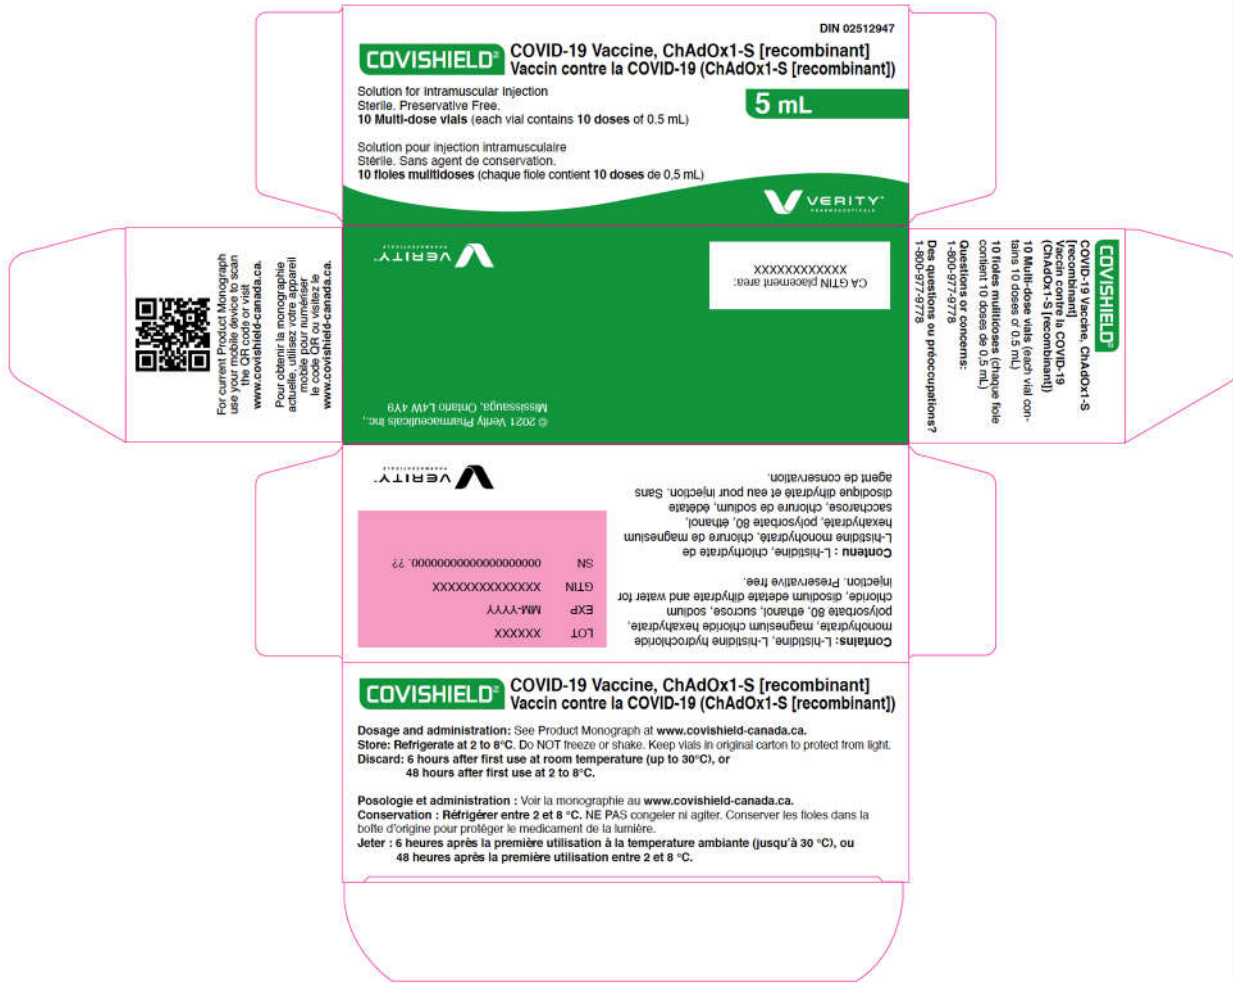 DIN 02512947
COVISHIELD™ COVID-19 Vaccine, ChAdOx1-S [recombinant]
Vaccin contre la COVID-19 (ChAdOx1-S [recombinant])
Solution for Intramuscular Injection
Sterile. Preservative Free.
10 Multi-dose vials (each vial contains 10 doses of 0.5 mL)
5 mL
Solution pour injection intramusculaire
Stérile. Sans agent de conservation.
10 fioles mulitidoses (chaque fiole contient 10 doses de 0,5 mL)
VERITY™
PHARMACEUTICALS
For current Product Monograph
use your mobile device to scan
the QR code or visit
www.covishield-canada.ca.
Pour obtenir la monographie
actuelle, utilisez votre appareil
mobile pour numériser
le code QR ou visitez le
www.covishield-canada.ca.
© 2021 Verity Pharmaceuticals Inc.,
Mississauga, Ontario L4W 4Y9
CA GTIN placement area:
XXXXXXXXXXXXX
VERITY™
PHARMACEUTICALS
COVISHIELD™
COVID-19 Vaccine, ChAdOx1-S
[recombinant]
Vaccin contre la COVID-19
(ChAdOx1-S [recombinant])
10 Multi-dose vials (each vial con-
tains 10 doses of 0.5 mL)
10 fioles mulitidoses (chaque fiole
contient 10 doses de 0,5 mL)
Questions or concerns:
1-800-977-9778
Des questions ou préoccupations?
1-800-977-9778
Contains: L-histidine, L-histidine hydrochloride
monohydrate, magnesium chloride hexahydrate,
polysorbate 80, ethanol, sucrose, sodium
chloride, disodium edetate dihydrate and water for
injection. Preservative free.
Contenu : L-histidine, chlorhydrate de
L-histidine monohydraté, chlorure de magnesium
hexahydraté, polysorbate 80, éthanol,
saccharose, chlorure de sodium, édétate
disodique dihydraté et eau pour injection. Sans
agent de conservation.
LOT XXXXXX
EXP MM-YYYY
GTIN XXXXXXXXXXXXXX
SN 00000000000000000000. ??
VERITY™
PHARMACEUTICALS
COVISHIELD™ COVID-19 Vaccine, ChAdOx1-S [recombinant]
Vaccin contre la COVID-19 (ChAdOx1-S [recombinant])
Dosage and administration: See Product Monograph at www.covishield-canada.ca.
Store: Refrigerate at 2 to 8°C. Do NOT freeze or shake. Keep vials in original carton to protect from light.
Discard: 6 hours after first use at room temperature (up to 30°C), or
48 hours after first use at 2 to 8°C.
Posologie et administration : Voir la monographie au www.covishield-canada.ca.
Conservation : Réfrigérer entre 2 et 8 °C. NE PAS congeler ni agiter. Conserver les fioles dans la
boîte d'origine pour protéger le medicament de la lumière.
Jeter : 6 heures après la première utilisation à la temperature ambiante (jusqu'à 30 °C), ou
48 heures après la première utilisation entre 2 et 8 °C.